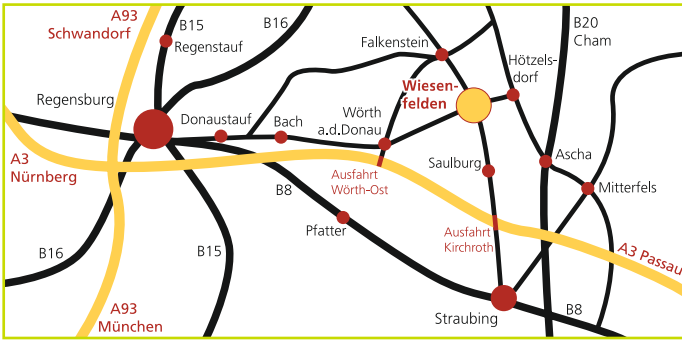 A93
Schwandorf
B15
Regenstauf
B16
Falkenstein
B20
Cham
Hötzels-
dorf
Wiesen-
felden
Regensburg
Donaustauf
Bach
Wörth
a.d.Donau
A3
Nürnberg
Ausfahrt
Wörth-Ost
Saulburg
Ascha
Mitterfels
B8
Pfatter
Ausfahrt
Kirchroth
B16
B15
A3 Passau
A93
München
Straubing
B8